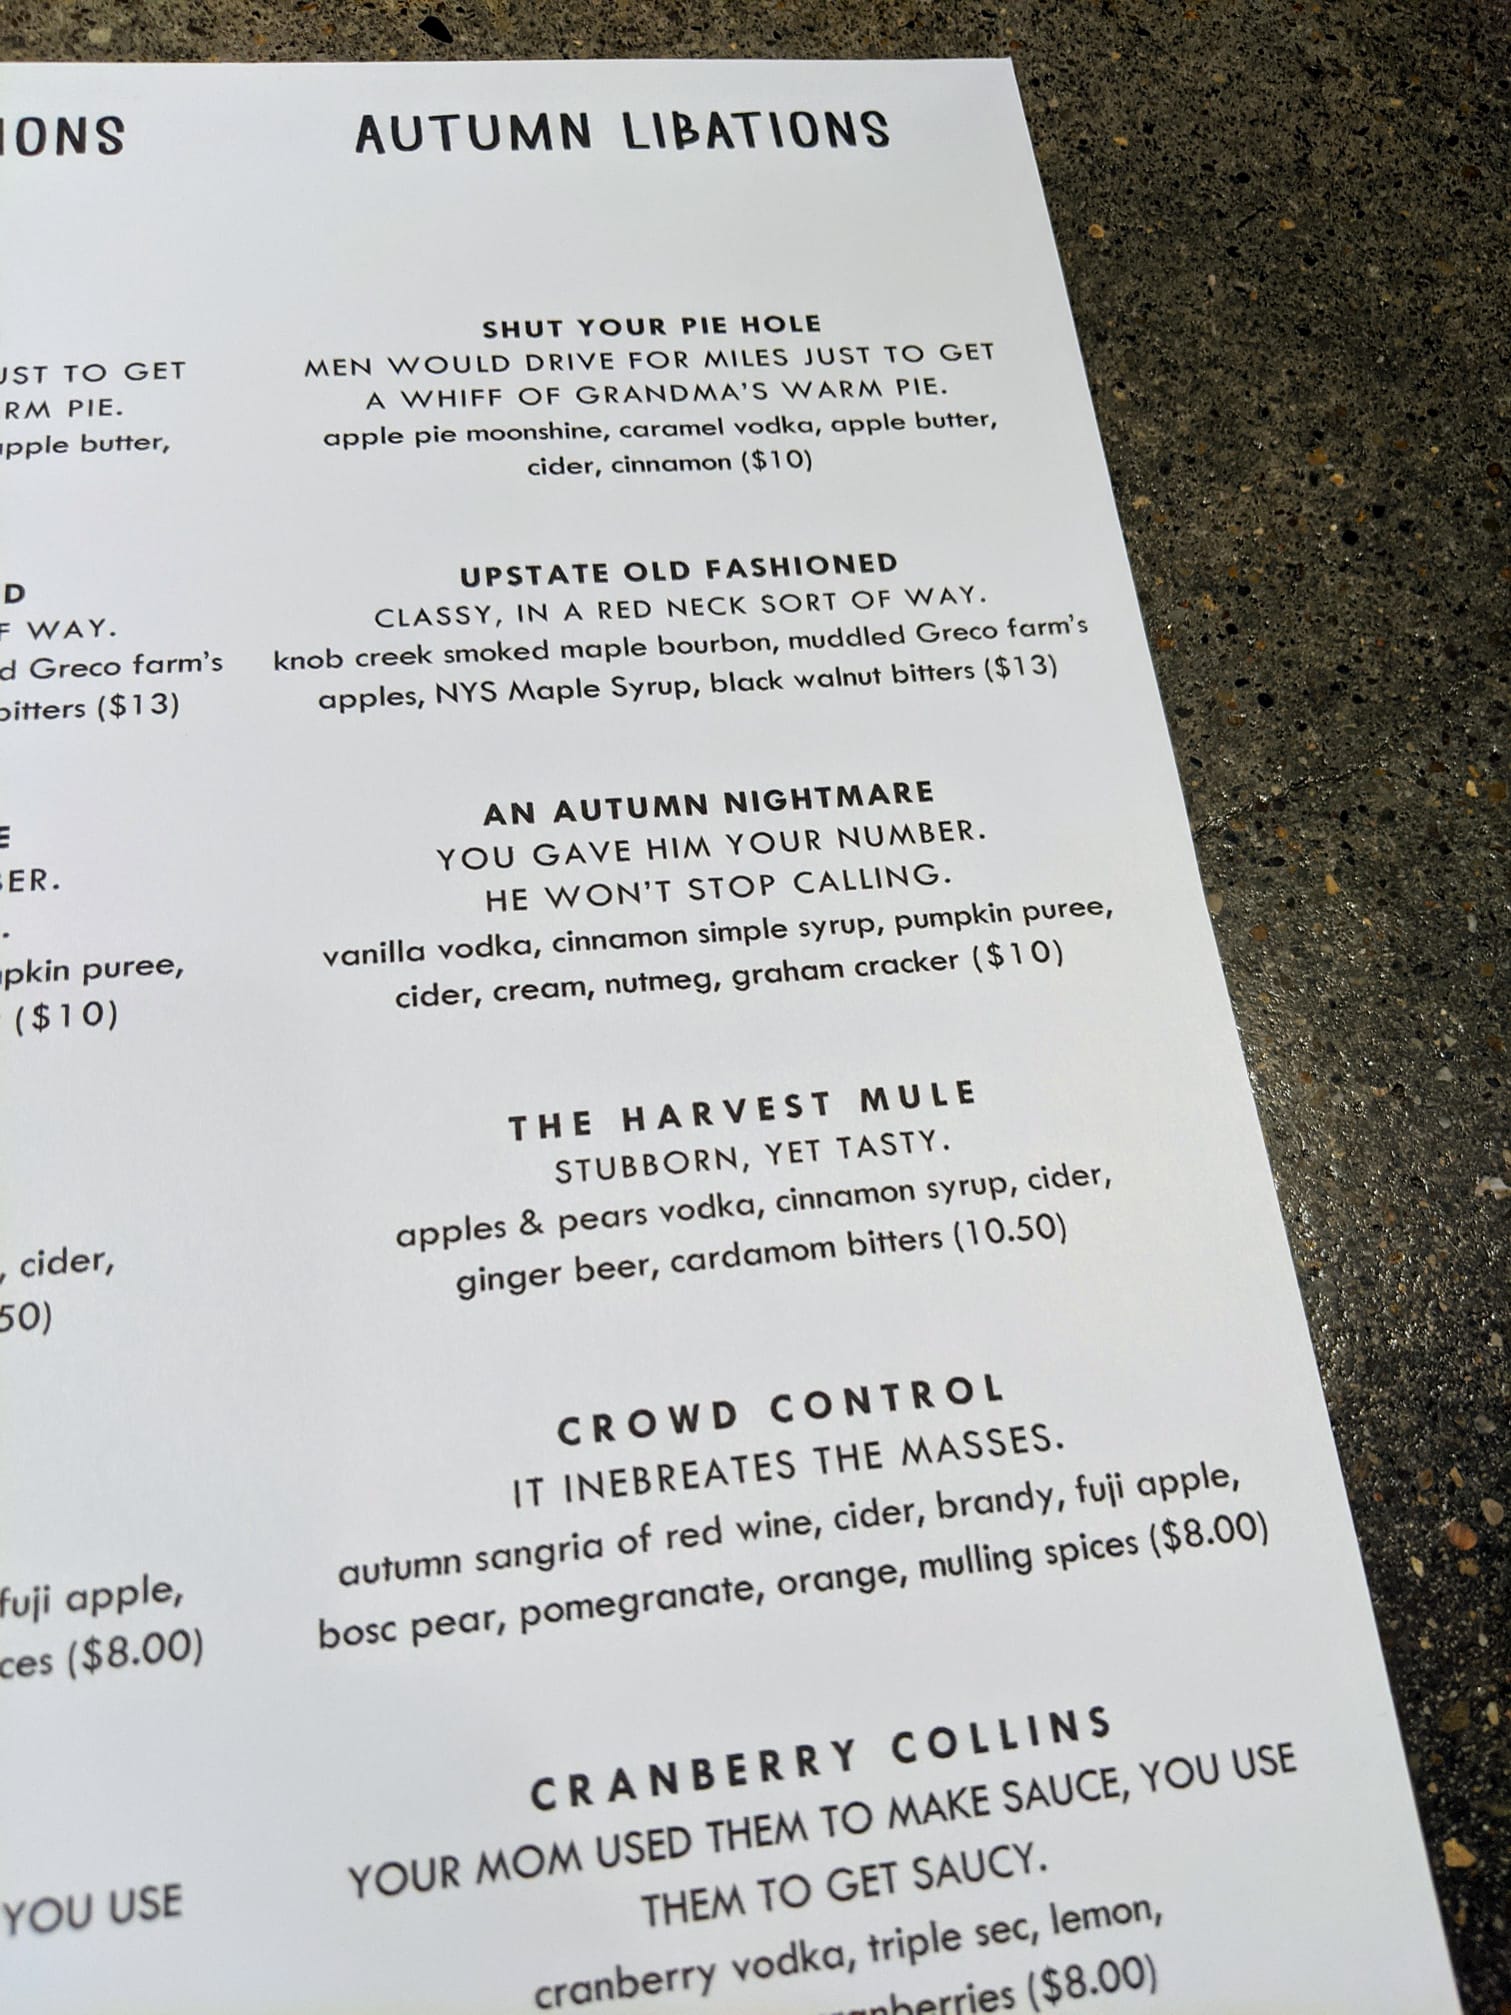 IONS
UST TO GET
RM PIE.
apple butter,
D
F WAY.
d Greco farm's
bitters ($13)
E
ER.
.
pkin puree,
($10)
, cider,
50)
fuji apple,
ces ($8.00)
YOU USE
AUTUMN LIBATIONS
SHUT YOUR PIE HOLE
MEN WOULD DRIVE FOR MILES JUST TO GET
A WHIFF OF GRANDMA'S WARM PIE.
apple pie moonshine, caramel vodka, apple butter,
cider, cinnamon ($10)
UPSTATE OLD FASHIONED
CLASSY, IN A RED NECK SORT OF WAY.
knob creek smoked maple bourbon, muddled Greco farm's
apples, NYS Maple Syrup, black walnut bitters ($13)
AN AUTUMN NIGHTMARE
YOU GAVE HIM YOUR NUMBER.
HE WON'T STOP CALLING.
vanilla vodka, cinnamon simple syrup, pumpkin puree,
cider, cream, nutmeg, graham cracker ($10)
THE HARVEST MULE
STUBBORN, YET TASTY.
apples & pears vodka, cinnamon syrup, cider,
ginger beer, cardamom bitters (10.50)
CROWD CONTROL
IT INEBREATES THE MASSES.
autumn sangria of red wine, cider, brandy, fuji apple,
bosc pear, pomegranate, orange, mulling spices ($8.00)
CRANBERRY COLLINS
YOUR MOM USED THEM TO MAKE SAUCE, YOU USE
THEM TO GET SAUCY.
cranberry vodka, triple sec, lemon,
nberries ($8.00)